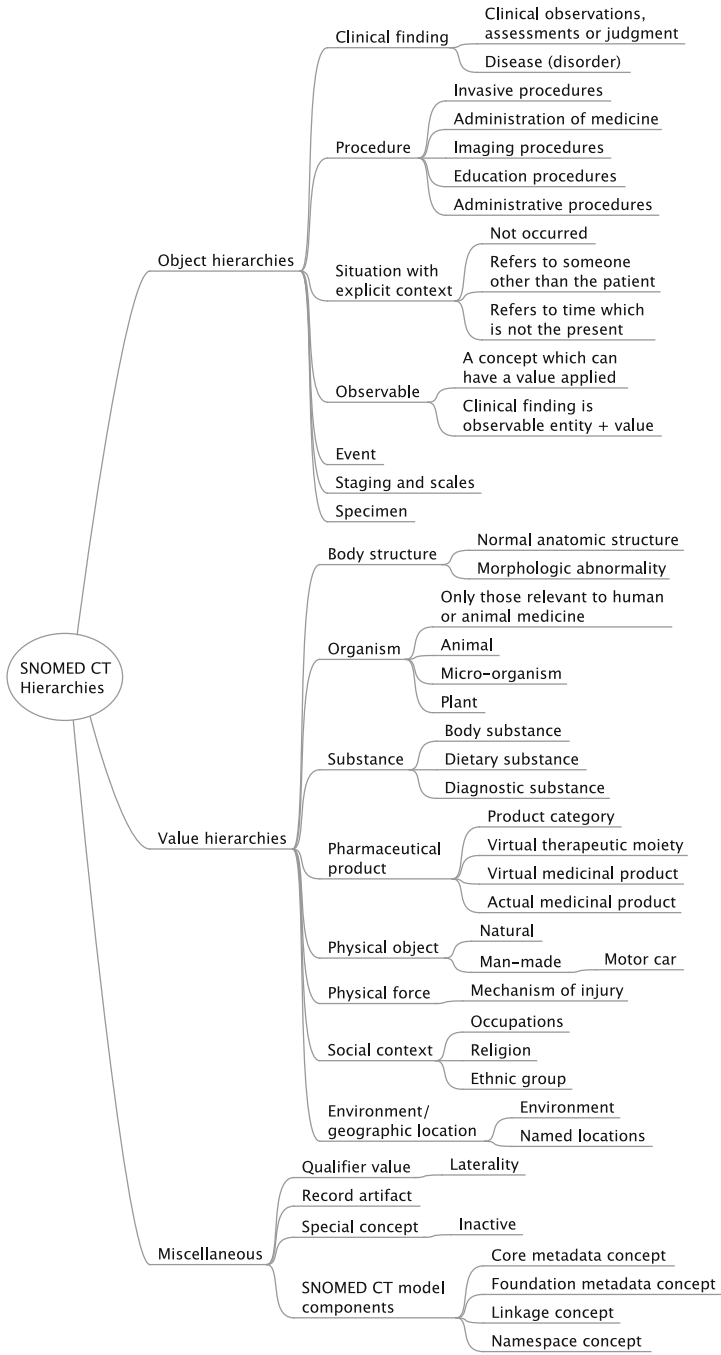 Clinical finding
Clinical observations,
assessments or judgment
Disease (disorder)
Procedure
Invasive procedures
Administration of medicine
Imaging procedures
Education procedures
Administrative procedures
Object hierarchies
Situation with
explicit context
Not occurred
Refers to someone
other than the patient
Refers to time which
is not the present
Observable
A concept which can
have a value applied
Clinical finding is
observable entity + value
Event
Staging and scales
Specimen
SNOMED CT
Hierarchies
Body structure
Normal anatomic structure
Morphologic abnormality
Organism
Only those relevant to human
or animal medicine
Animal
Micro-organism
Plant
Substance
Body substance
Dietary substance
Diagnostic substance
Value hierarchies
Pharmaceutical
product
Product category
Virtual therapeutic moiety
Virtual medicinal product
Actual medicinal product
Physical object
Natural
Man-made
Motor car
Physical force
Mechanism of injury
Social context
Occupations
Religion
Ethnic group
Environment/
geographic location
Environment
Named locations
Miscellaneous
Qualifier value
Laterality
Record artifact
Special concept
Inactive
SNOMED CT model
components
Core metadata concept
Foundation metadata concept
Linkage concept
Namespace concept